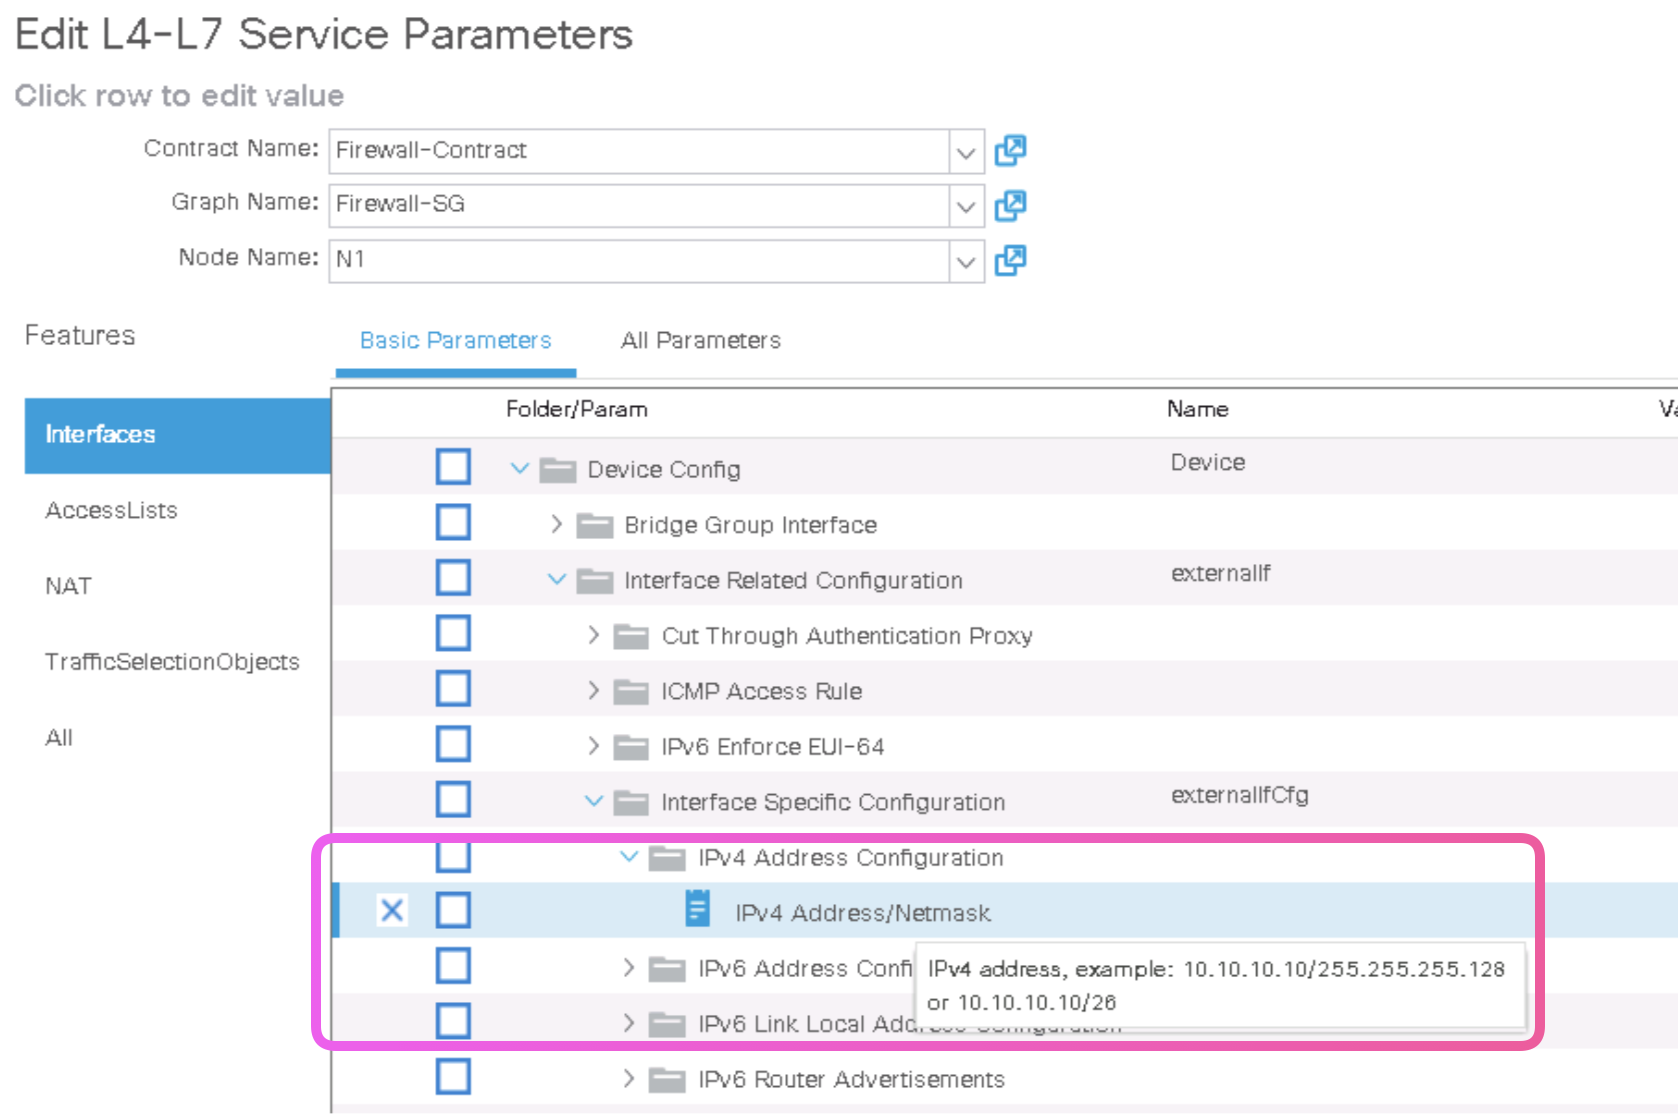 Edit L4-L7 Service Parameters
Click row to edit value
Contract Name: Firewall-Contract
Graph Name: Firewall-SG
Node Name: N1
Features
Basic Parameters All Parameters
Folder/Param Name
Interfaces
Device Config Device
AccessLists
Bridge Group Interface
Interface Related Configuration externalIf
NAT
Cut Through Authentication Proxy
TrafficSelectionObjects
ICMP Access Rule
All
IPv6 Enforce EUI-64
Interface Specific Configuration externalIfCfg
IPv4 Address Configuration
IPv4 Address/Netmask
IPv6 Address Confi
IPv4 address, example: 10.10.10.10/255.255.255.128
or 10.10.10.10/26
IPv6 Link Local Address Configuration
IPv6 Router Advertisements